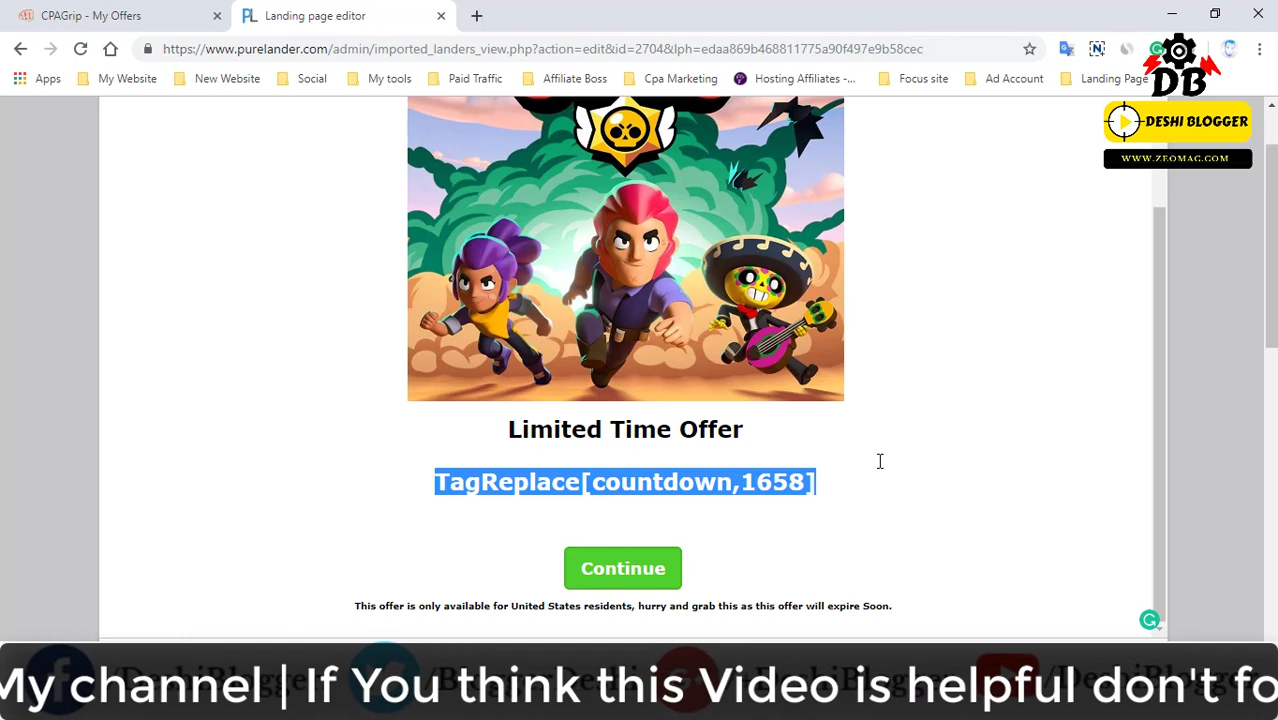 CPAGrip - My Offers
Landing page editor
https://www.purelander.com/admin/imported_landers_view.php?action=edit&id=2704&lph=edaa869b468811775a90f497e9b58cec
Apps My Website New Website Social My tools Paid Traffic Affiliate Boss Cpa Marketing Hosting Affiliates -... Focus site Ad Account Landing Page
DB
DESHI BLOGGER
WWW.ZEOMAG.COM
Limited Time Offer
TagReplace[countdown,1658]
Continue
This offer is only available for United States residents, hurry and grab this as this offer will expire Soon.
My channel | If You think this Video is helpful don't fo